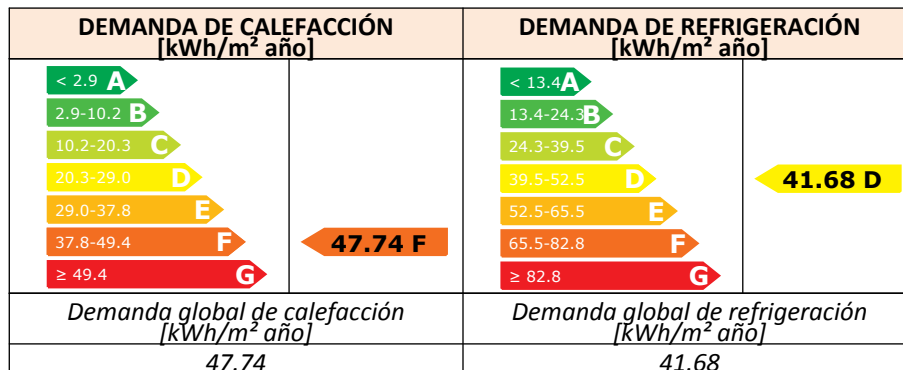 DEMANDA DE CALEFACCIÓN
[kWh/m² año]
DEMANDA DE REFRIGERACIÓN
[kWh/m² año]
< 2.9 A
2.9-10.2 B
10.2-20.3 C
20.3-29.0 D
29.0-37.8 E
37.8-49.4 F
≥ 49.4 G
47.74 F
< 13.4 A
13.4-24.3 B
24.3-39.5 C
39.5-52.5 D
52.5-65.5 E
65.5-82.8 F
≥ 82.8 G
41.68 D
Demanda global de calefacción
[kWh/m² año]
Demanda global de refrigeración
[kWh/m² año]
47.74
41.68